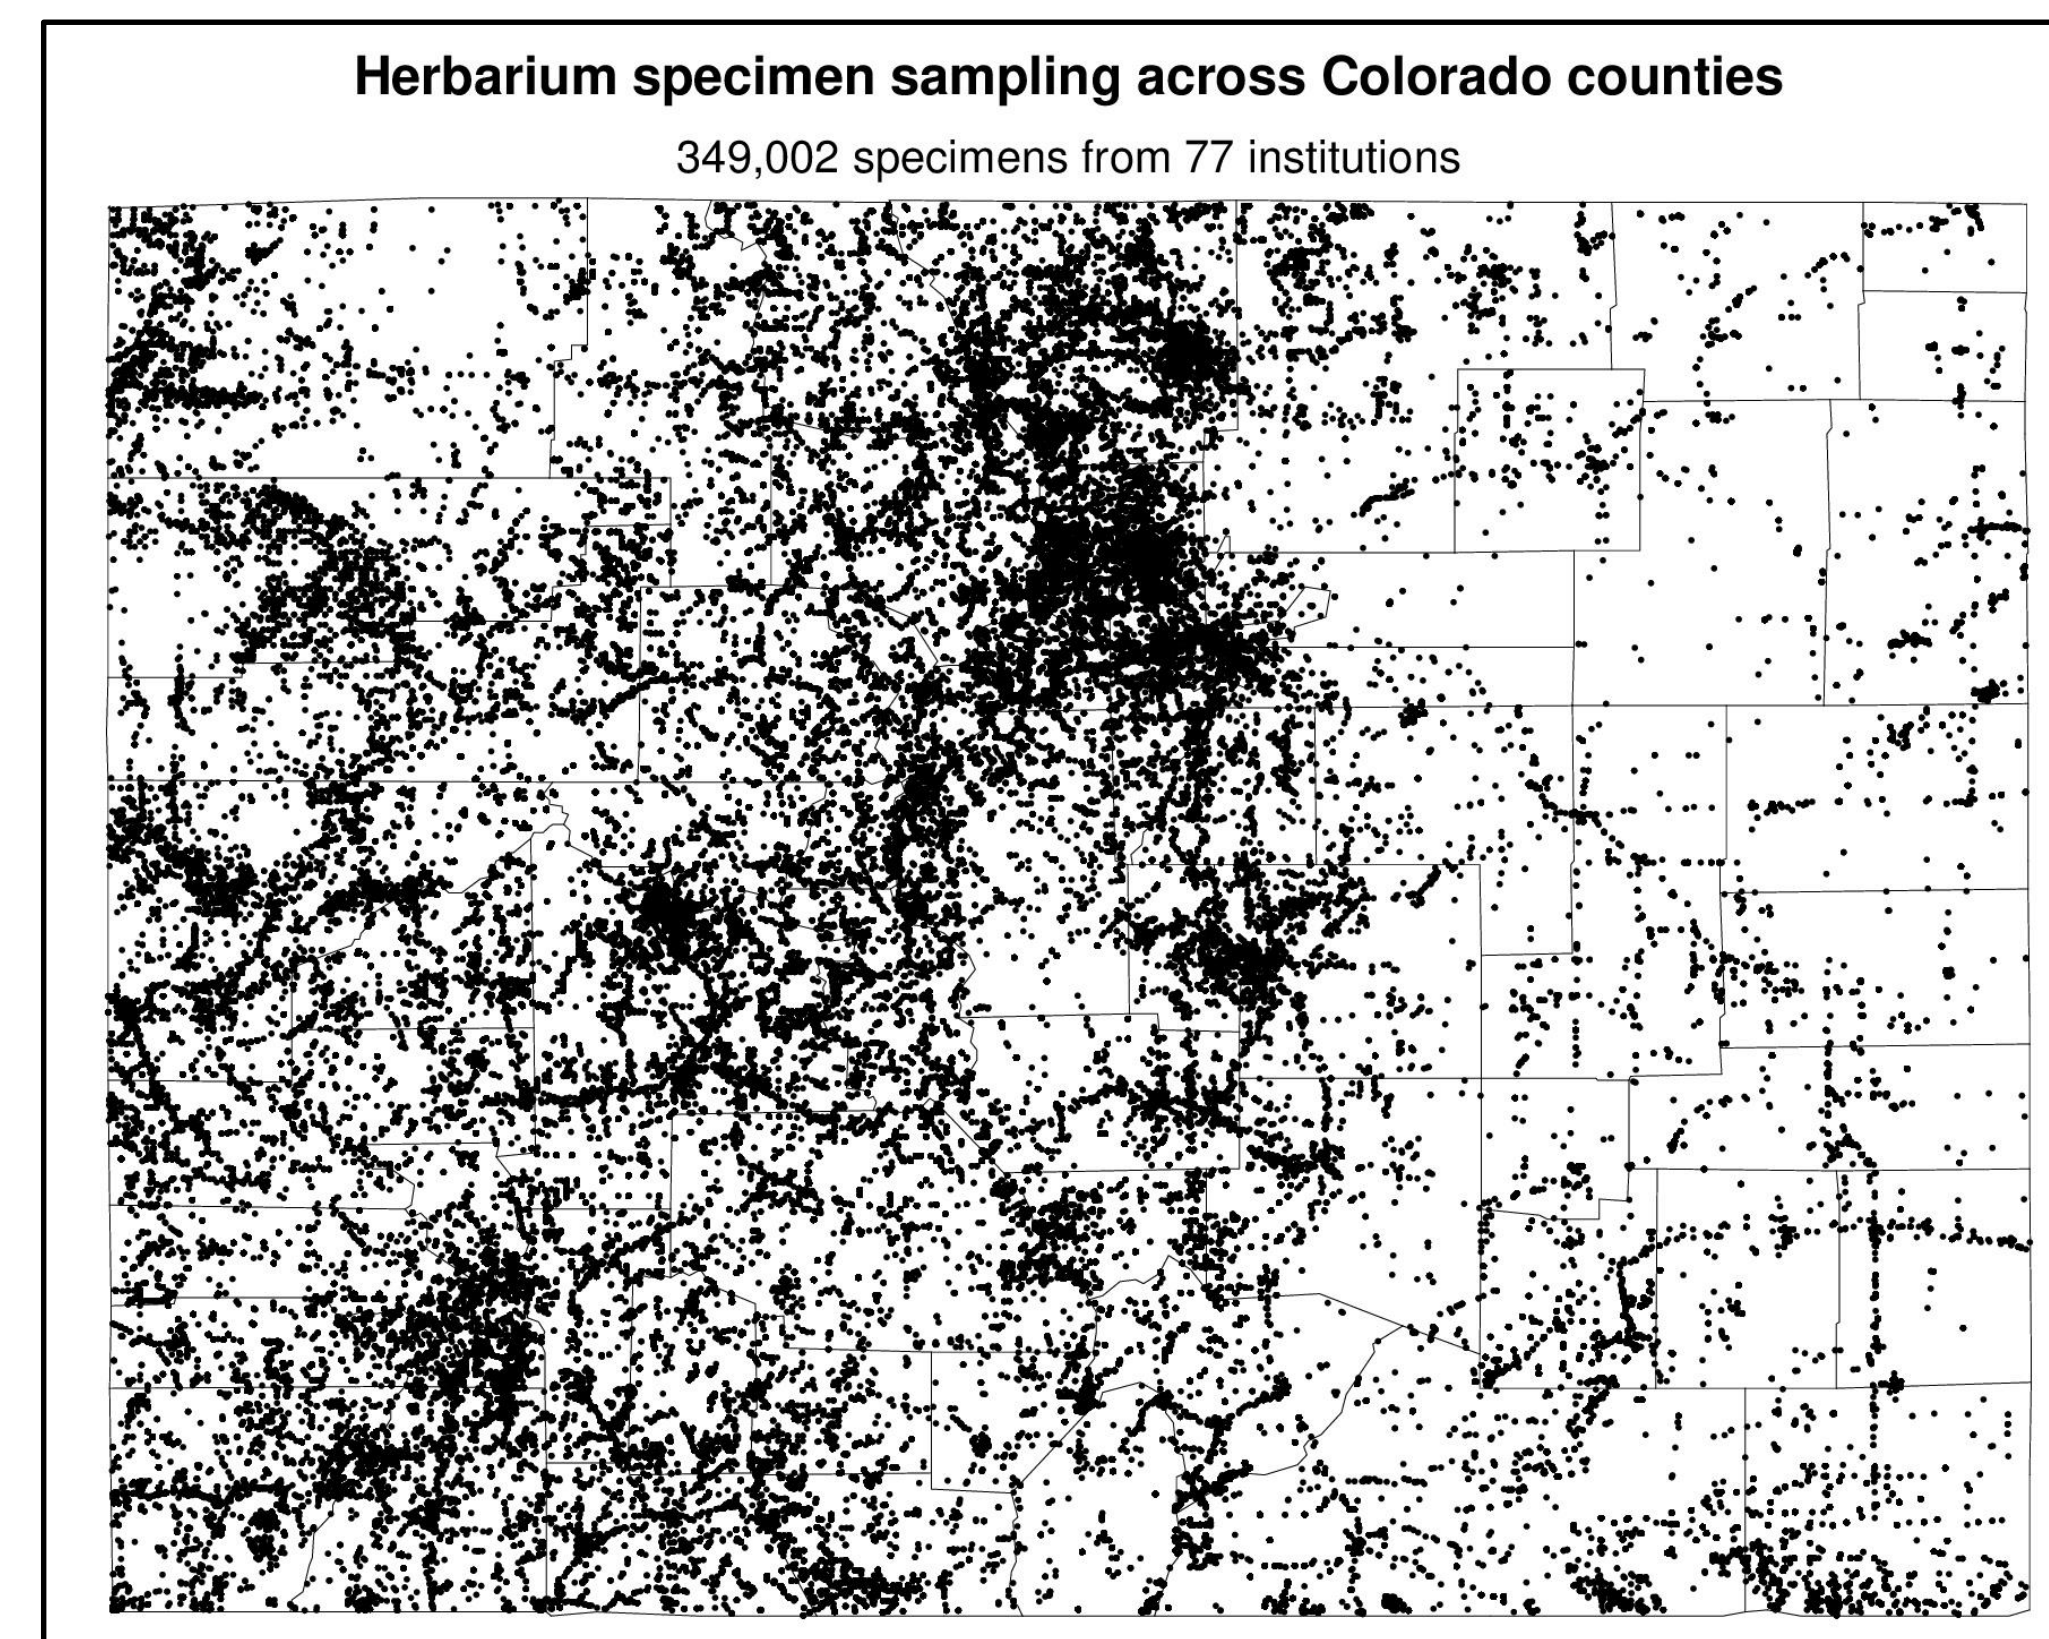 Herbarium specimen sampling across Colorado counties
349,002 specimens from 77 institutions